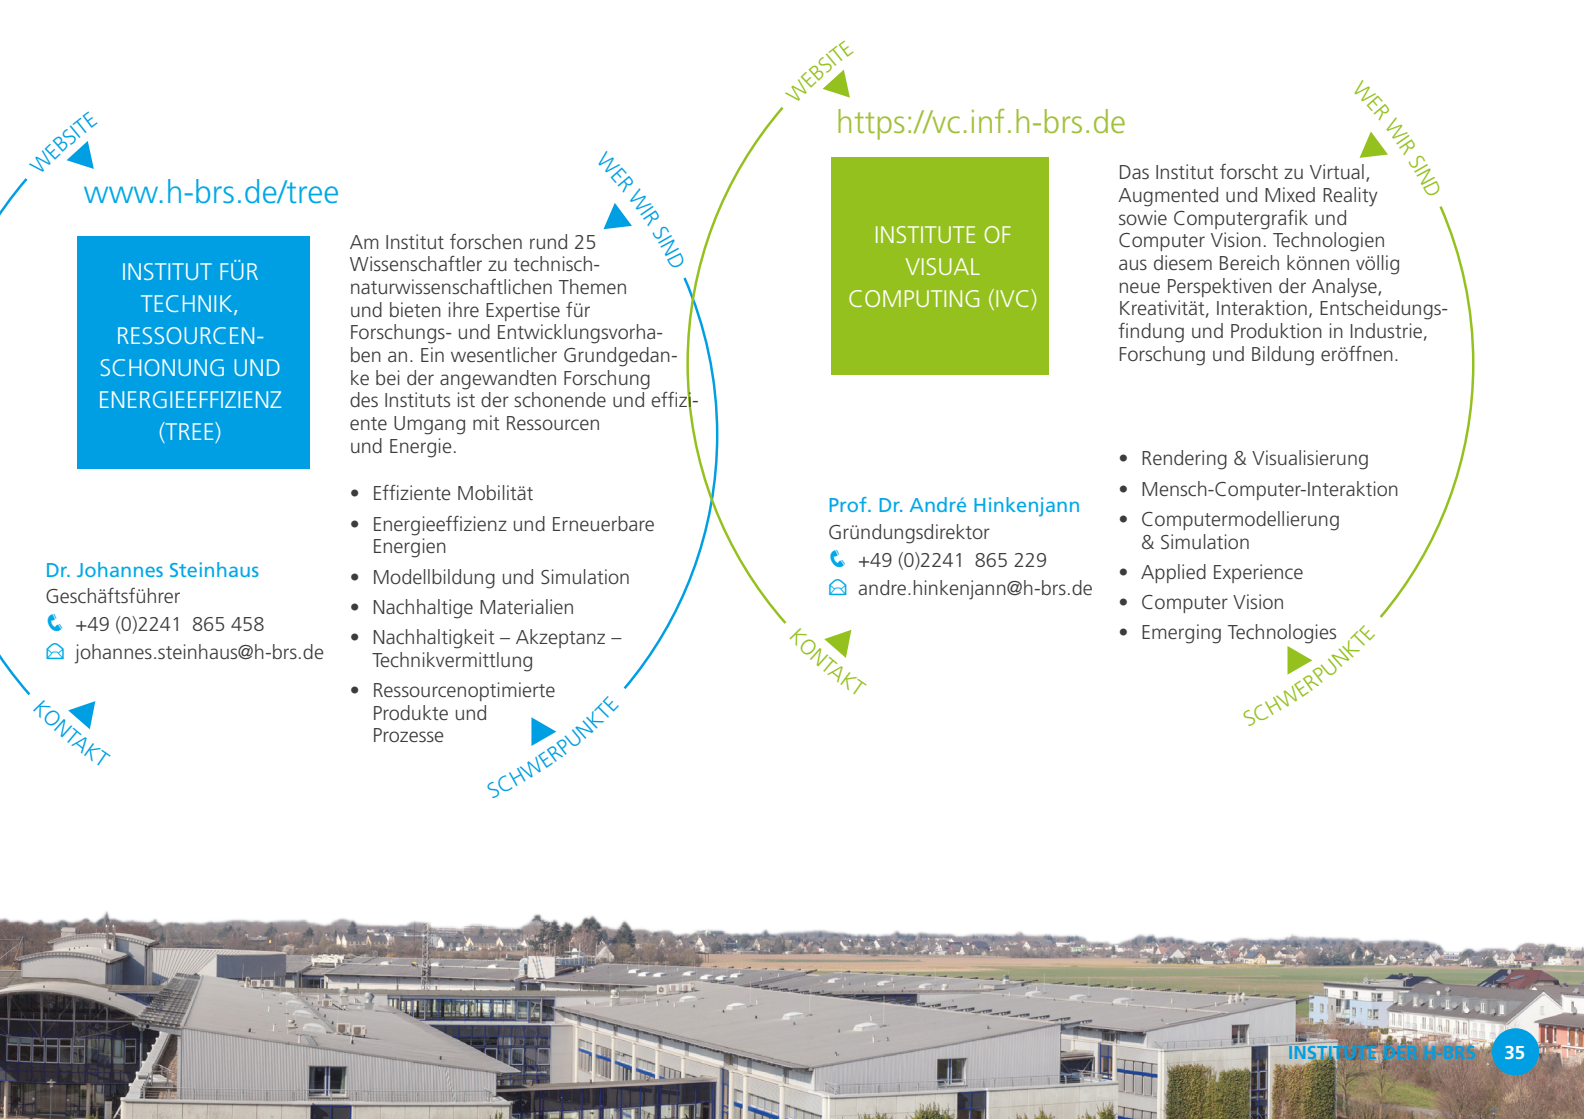 WEBSITE
www.h-brs.de/tree
INSTITUT FÜR
TECHNIK,
RESSOURCEN-
SCHONUNG UND
ENERGIEEFFIZIENZ
(TREE)
WER WIR SIND
Am Institut forschen rund 25
Wissenschaftler zu technisch-
naturwissenschaftlichen Themen
und bieten ihre Expertise für
Forschungs- und Entwicklungsvorha-
ben an. Ein wesentlicher Grundgedan-
ke bei der angewandten Forschung
des Instituts ist der schonende und effizi-
ente Umgang mit Ressourcen
und Energie.
• Effiziente Mobilität
• Energieeffizienz und Erneuerbare
Energien
• Modellbildung und Simulation
• Nachhaltige Materialien
• Nachhaltigkeit – Akzeptanz –
Technikvermittlung
• Ressourcenoptimierte
Produkte und
Prozesse
SCHWERPUNKTE
Dr. Johannes Steinhaus
Geschäftsführer
+49 (0)2241 865 458
johannes.steinhaus@h-brs.de
KONTAKT
WEBSITE
https://vc.inf.h-brs.de
INSTITUTE OF
VISUAL
COMPUTING (IVC)
WER WIR SIND
Das Institut forscht zu Virtual,
Augmented und Mixed Reality
sowie Computergrafik und
Computer Vision. Technologien
aus diesem Bereich können völlig
neue Perspektiven der Analyse,
Kreativität, Interaktion, Entscheidungs-
findung und Produktion in Industrie,
Forschung und Bildung eröffnen.
• Rendering & Visualisierung
• Mensch-Computer-Interaktion
• Computermodellierung
& Simulation
• Applied Experience
• Computer Vision
• Emerging Technologies
SCHWERPUNKTE
Prof. Dr. André Hinkenjann
Gründungsdirektor
+49 (0)2241 865 229
andre.hinkenjann@h-brs.de
KONTAKT
INSTITUTE DER H-BRS 35